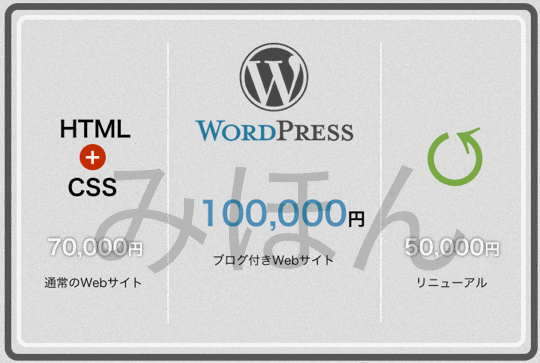 HTML
+
CSS
70,000円
通常のWebサイト
WORDPRESS
100,000円
ブログ付きWebサイト
50,000円
リニューアル
みほん